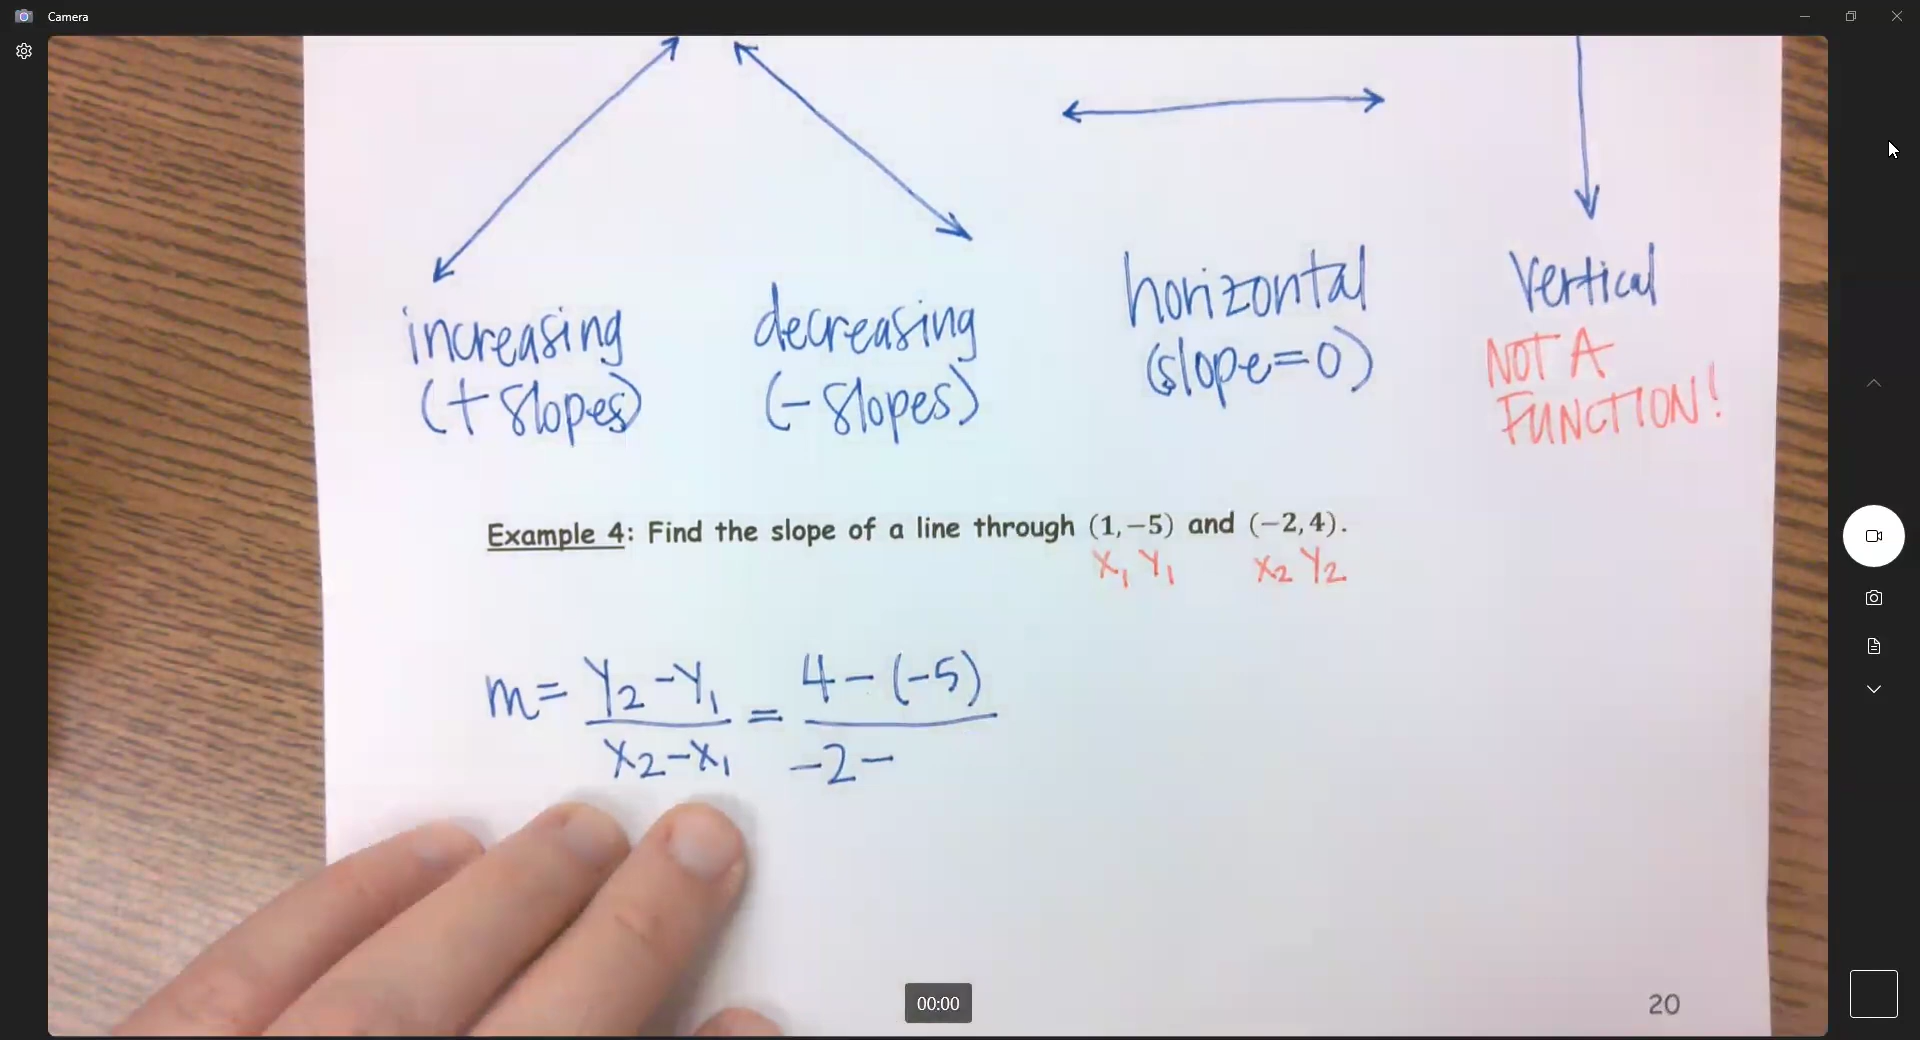 Camera
increasing
(+ slopes)
decreasing
(- slopes)
horizontal
(slope=0)
Vertical
NOT A
FUNCTION!
Example 4: Find the slope of a line through (1,−5) and (−2,4).
X₁ Y₁ X₂ Y₂
m= Y₂-Y₁ = 4-(-5)
X₂-X₁ -2-
00:00
20